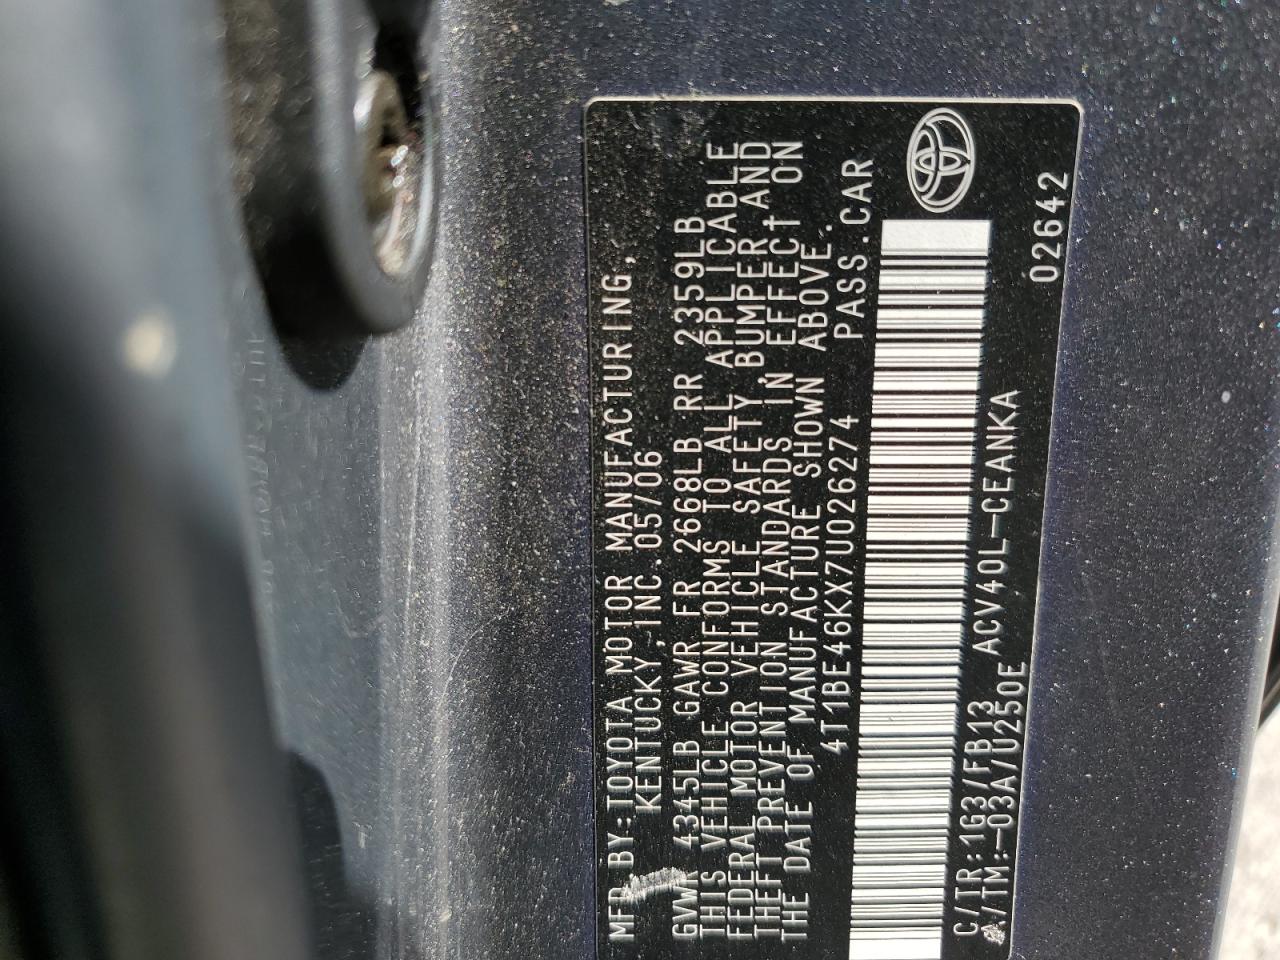 MFD BY: TOYOTA MOTOR MANUFACTURING,
KENTUCKY, INC. 05/06
GVWR 4345LB GAWR FR 2668LB RR 2359LB
THIS VEHICLE CONFORMS TO ALL APPLICABLE
FEDERAL MOTOR VEHICLE SAFETY, BUMPER AND
THEFT PREVENTION STANDARDS IN EFFECT ON
THE DATE OF MANUFACTURE SHOWN ABOVE.
4T1BE46KX7U026274 PASS.CAR
C/TR: 1G3/FB13 ACV40L-CEANKA
A/TM: -03A/U250E
02642